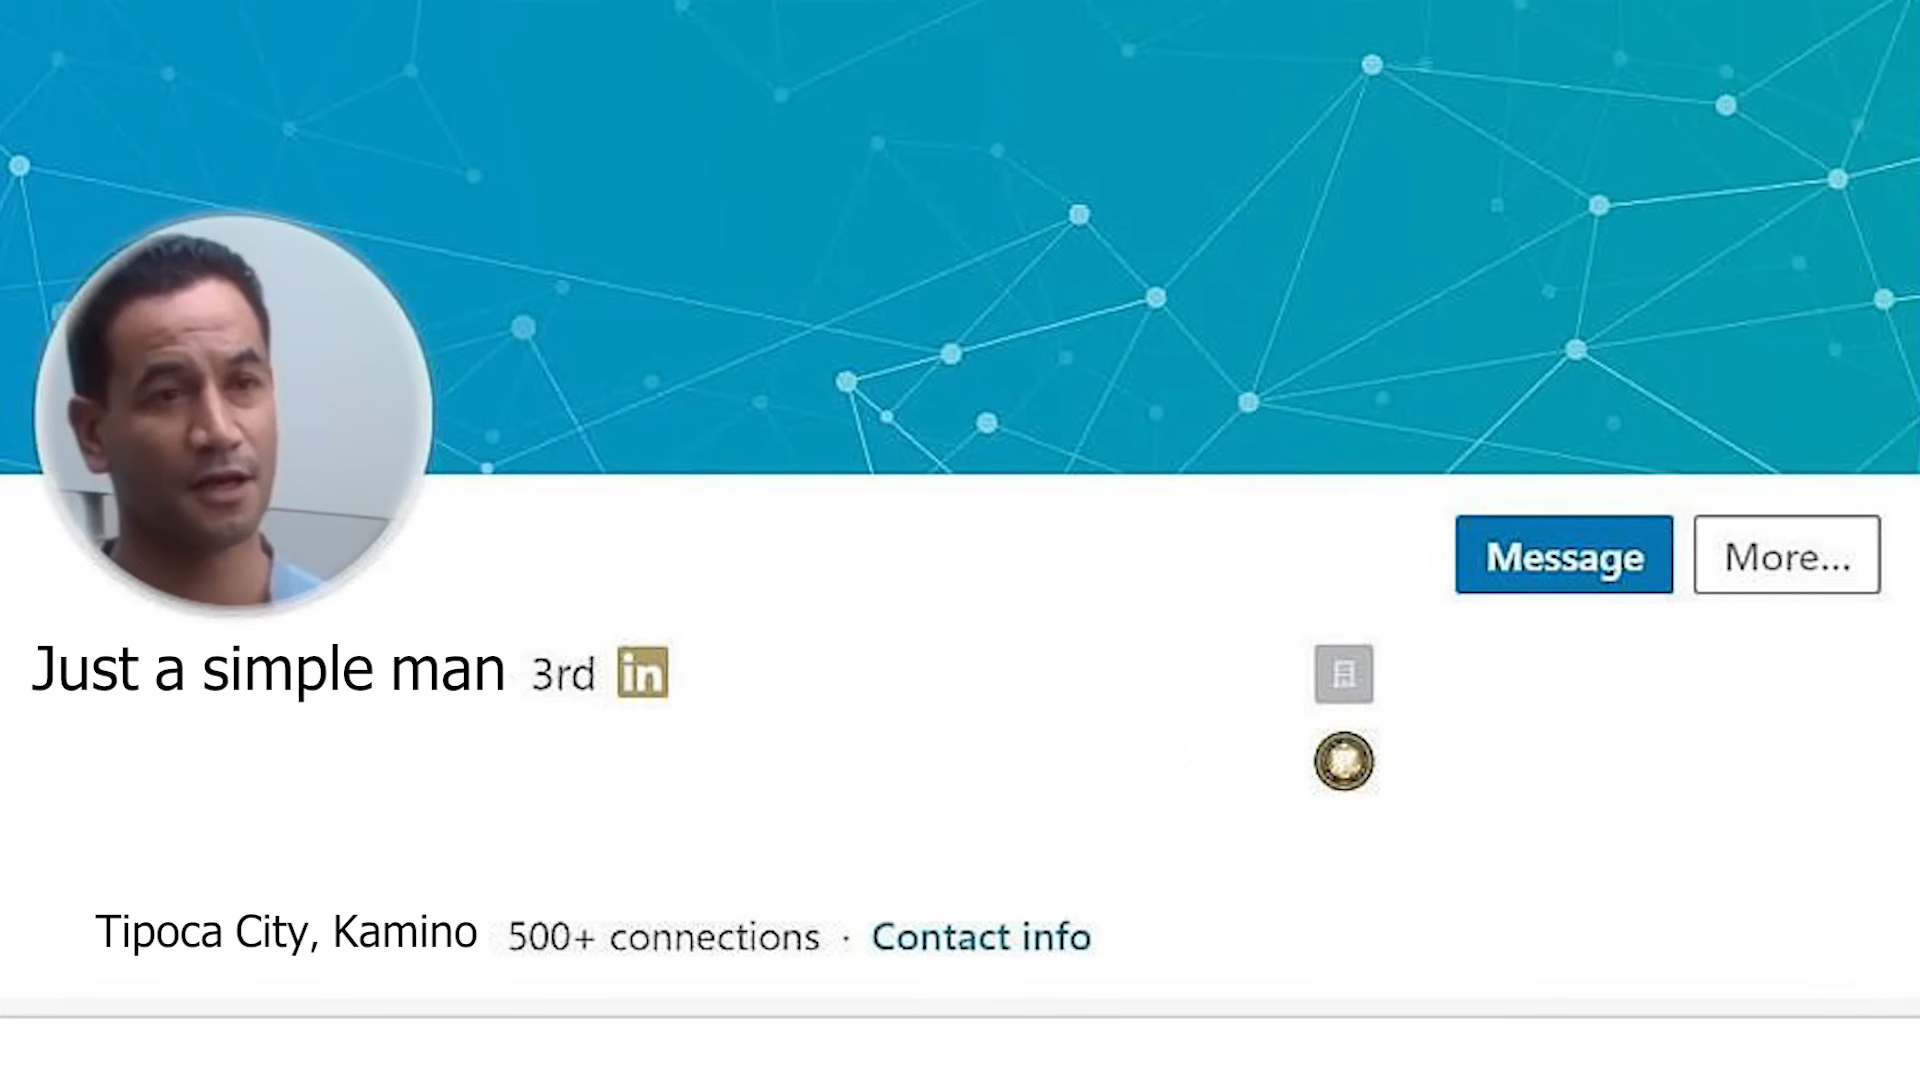 Message More...
Just a simple man 3rd in
Tipoca City, Kamino 500+ connections · Contact info